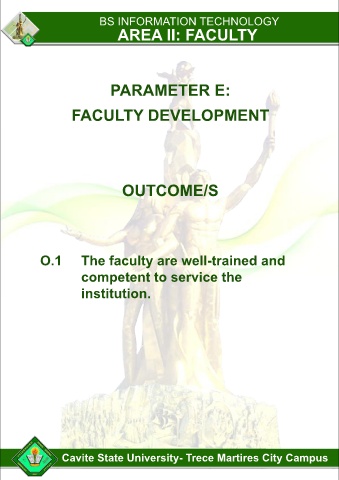 BS INFORMATION TECHNOLOGY
AREA II: FACULTY
PARAMETER E:
FACULTY DEVELOPMENT
OUTCOME/S
O.1 The faculty are well-trained and
competent to service the
institution.
Cavite State University- Trece Martires City Campus